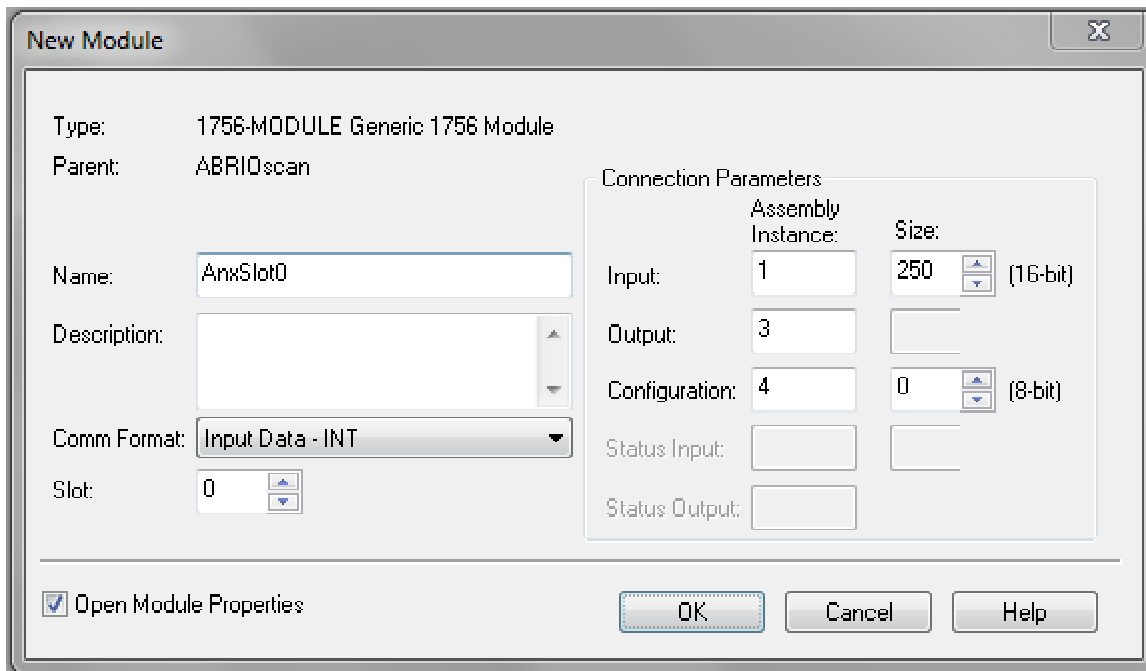 New Module
Type: 1756-MODULE Generic 1756 Module
Parent: ABRIOscan
Connection Parameters
Assembly Instance: Size:
Name: AnxSlot0
Input: 1 250 (16-bit)
Description:
Output: 3
Configuration: 4 0 (8-bit)
Comm Format: Input Data - INT
Status Input:
Slot: 0
Status Output:
Open Module Properties
OK Cancel Help